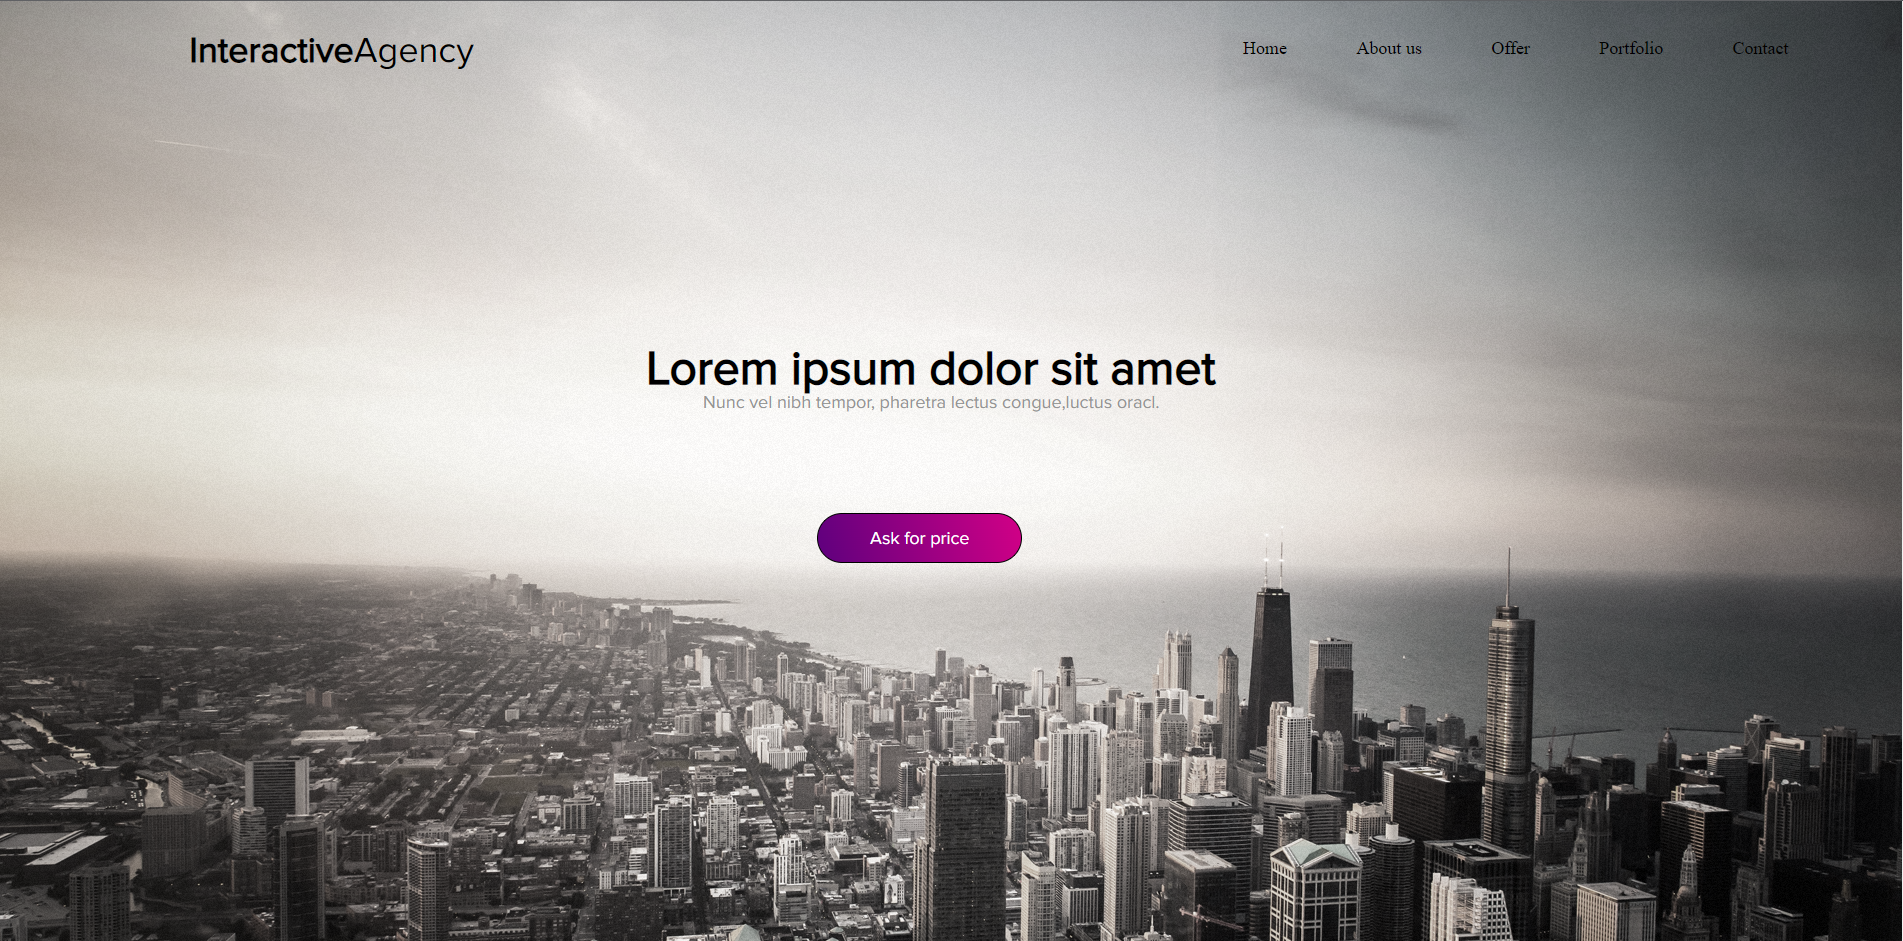 InteractiveAgency
Home About us Offer Portfolio Contact
Lorem ipsum dolor sit amet
Nunc vel nibh tempor, pharetra lectus congue,luctus oracl.
Ask for price